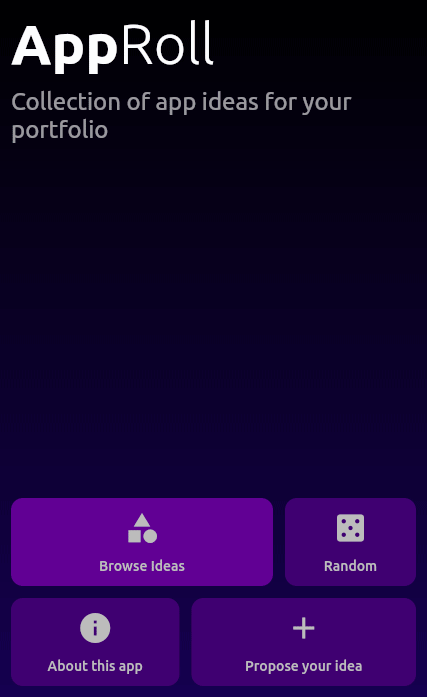 AppRoll
Collection of app ideas for your
portfolio
Browse Ideas
Random
About this app
Propose your idea